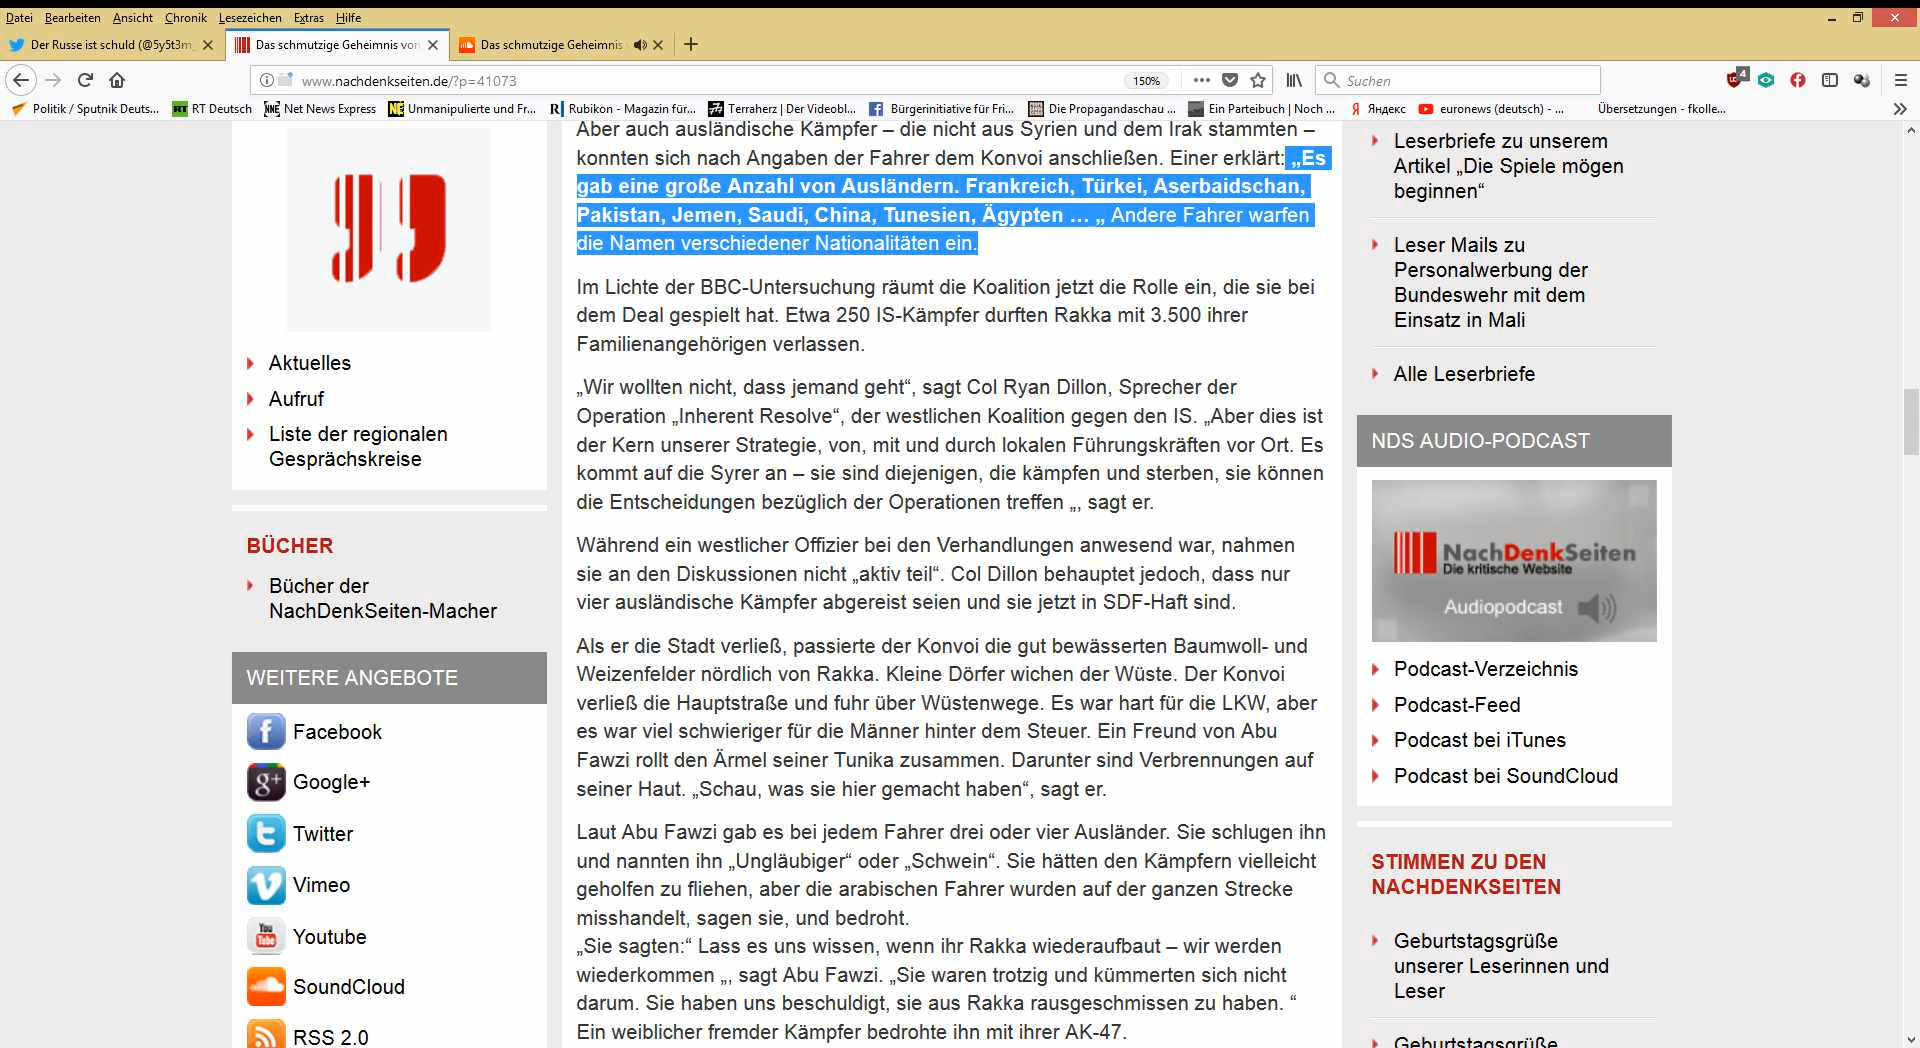 Datei Bearbeiten Ansicht Chronik Lesezeichen Extras Hilfe
Der Russe ist schuld (@5y5t3m_
Das schmutzige Geheimnis von
Das schmutzige Geheimnis
www.nachdenkseiten.de/?p=41073
150%
Suchen
4
Politik / Sputnik Deuts...
RT Deutsch
Net News Express
Unmanipulierte und Fr...
Rubikon - Magazin für...
Terraherz | Der Videobl...
Bürgerinitiative für Fri...
Die Propagandaschau ...
Ein Parteibuch | Noch ...
Яндекс
euronews (deutsch) - ...
Übersetzungen - fkolle...
Aktuelles
Aufruf
Liste der regionalen
Gesprächskreise
BÜCHER
Bücher der
NachDenkSeiten-Macher
WEITERE ANGEBOTE
Facebook
Google+
Twitter
Vimeo
Youtube
SoundCloud
RSS 2.0
Aber auch ausländische Kämpfer – die nicht aus Syrien und dem Irak stammten –
konnten sich nach Angaben der Fahrer dem Konvoi anschließen. Einer erklärt: „Es
gab eine große Anzahl von Ausländern. Frankreich, Türkei, Aserbaidschan,
Pakistan, Jemen, Saudi, China, Tunesien, Ägypten … „ Andere Fahrer warfen
die Namen verschiedener Nationalitäten ein.
Im Lichte der BBC-Untersuchung räumt die Koalition jetzt die Rolle ein, die sie bei
dem Deal gespielt hat. Etwa 250 IS-Kämpfer durften Rakka mit 3.500 ihrer
Familienangehörigen verlassen.
„Wir wollten nicht, dass jemand geht“, sagt Col Ryan Dillon, Sprecher der
Operation „Inherent Resolve“, der westlichen Koalition gegen den IS. „Aber dies ist
der Kern unserer Strategie, von, mit und durch lokalen Führungskräften vor Ort. Es
kommt auf die Syrer an – sie sind diejenigen, die kämpfen und sterben, sie können
die Entscheidungen bezüglich der Operationen treffen „, sagt er.
Während ein westlicher Offizier bei den Verhandlungen anwesend war, nahmen
sie an den Diskussionen nicht „aktiv teil“. Col Dillon behauptet jedoch, dass nur
vier ausländische Kämpfer abgereist seien und sie jetzt in SDF-Haft sind.
Als er die Stadt verließ, passierte der Konvoi die gut bewässerten Baumwoll- und
Weizenfelder nördlich von Rakka. Kleine Dörfer wichen der Wüste. Der Konvoi
verließ die Hauptstraße und fuhr über Wüstenwege. Es war hart für die LKW, aber
es war viel schwieriger für die Männer hinter dem Steuer. Ein Freund von Abu
Fawzi rollt den Ärmel seiner Tunika zusammen. Darunter sind Verbrennungen auf
seiner Haut. „Schau, was sie hier gemacht haben“, sagt er.
Laut Abu Fawzi gab es bei jedem Fahrer drei oder vier Ausländer. Sie schlugen ihn
und nannten ihn „Ungläubiger“ oder „Schwein“. Sie hätten den Kämpfern vielleicht
geholfen zu fliehen, aber die arabischen Fahrer wurden auf der ganzen Strecke
misshandelt, sagen sie, und bedroht.
„Sie sagten:“ Lass es uns wissen, wenn ihr Rakka wiederaufbaut – wir werden
wiederkommen „, sagt Abu Fawzi. „Sie waren trotzig und kümmerten sich nicht
darum. Sie haben uns beschuldigt, sie aus Rakka rausgeschmissen zu haben. “
Ein weiblicher fremder Kämpfer bedrohte ihn mit ihrer AK-47.
Leserbriefe zu unserem
Artikel „Die Spiele mögen
beginnen“
Leser Mails zu
Personalwerbung der
Bundeswehr mit dem
Einsatz in Mali
Alle Leserbriefe
NDS AUDIO-PODCAST
NachDenkSeiten
Die kritische Website
Audiopodcast
Podcast-Verzeichnis
Podcast-Feed
Podcast bei iTunes
Podcast bei SoundCloud
STIMMEN ZU DEN
NACHDENKSEITEN
Geburtstagsgrüße
unserer Leserinnen und
Leser
Geburtstagsgrüße